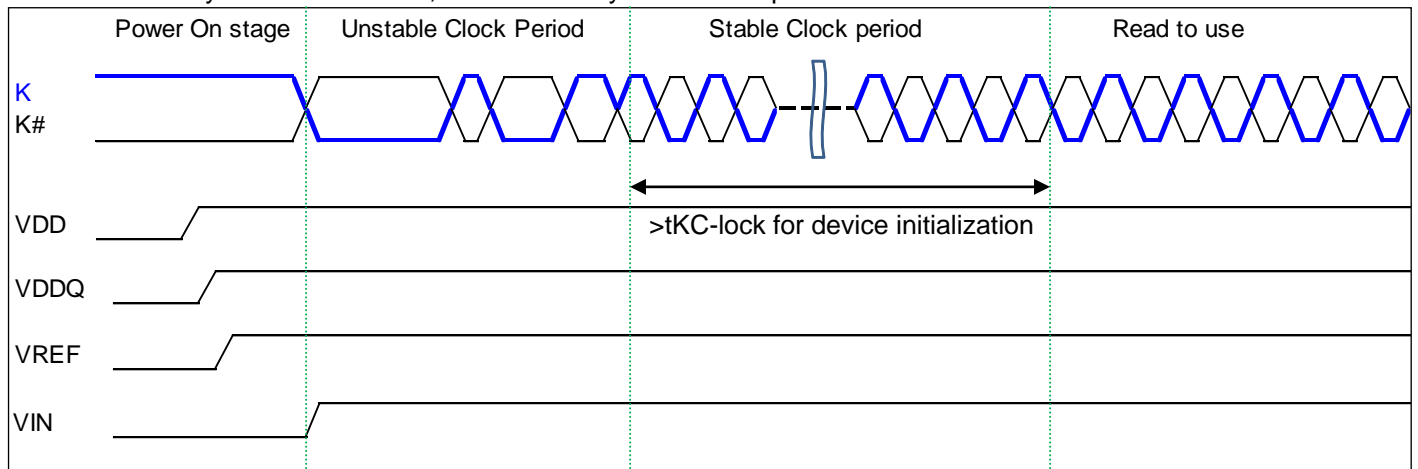 Power On stage Unstable Clock Period Stable Clock period Read to use
K
K#
>tKC-lock for device initialization
VDD
VDDQ
VREF
VIN